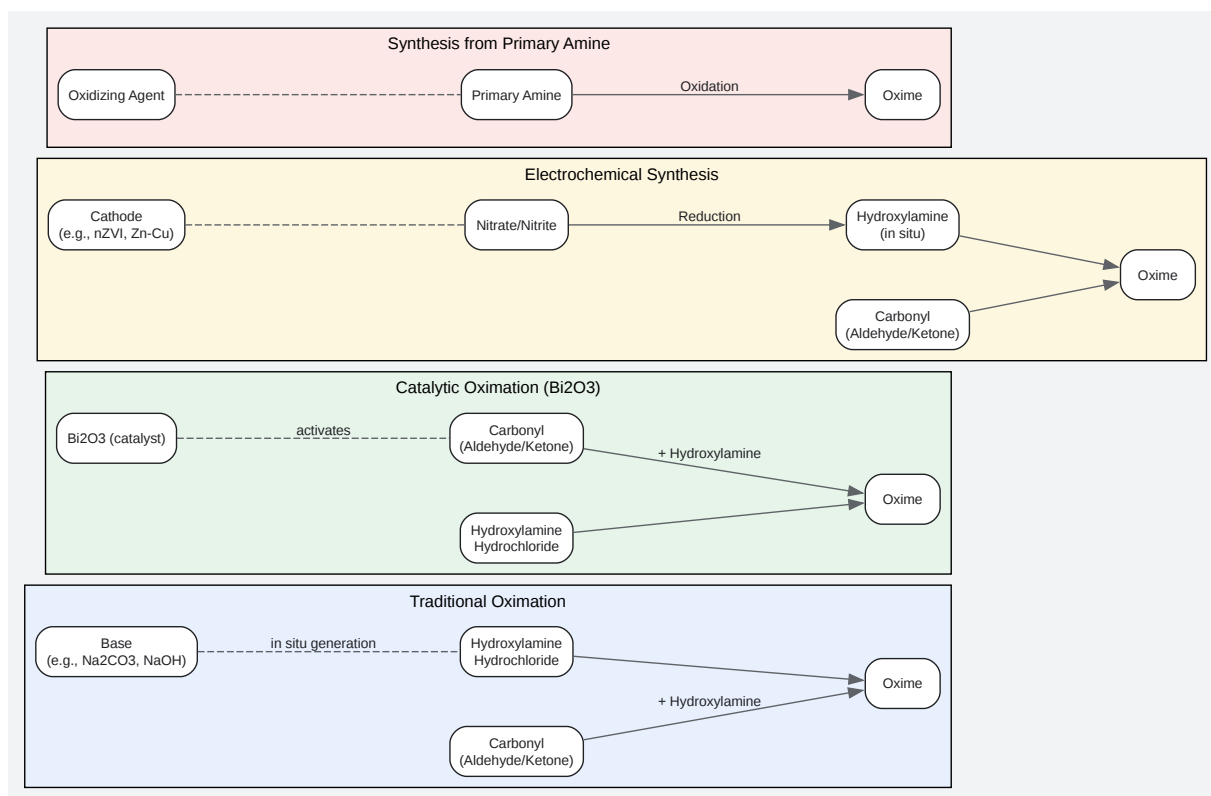 Synthesis from Primary Amine
Oxidizing Agent
Primary Amine
Oxidation
Oxime
Electrochemical Synthesis
Cathode
(e.g., nZVI, Zn-Cu)
Nitrate/Nitrite
Reduction
Hydroxylamine
(in situ)
Oxime
Carbonyl
(Aldehyde/Ketone)
Catalytic Oximation (Bi2O3)
Bi2O3 (catalyst)
activates
Carbonyl
(Aldehyde/Ketone)
+ Hydroxylamine
Oxime
Hydroxylamine
Hydrochloride
Traditional Oximation
Base
(e.g., Na2CO3, NaOH)
in situ generation
Hydroxylamine
Hydrochloride
Oxime
+ Hydroxylamine
Carbonyl
(Aldehyde/Ketone)